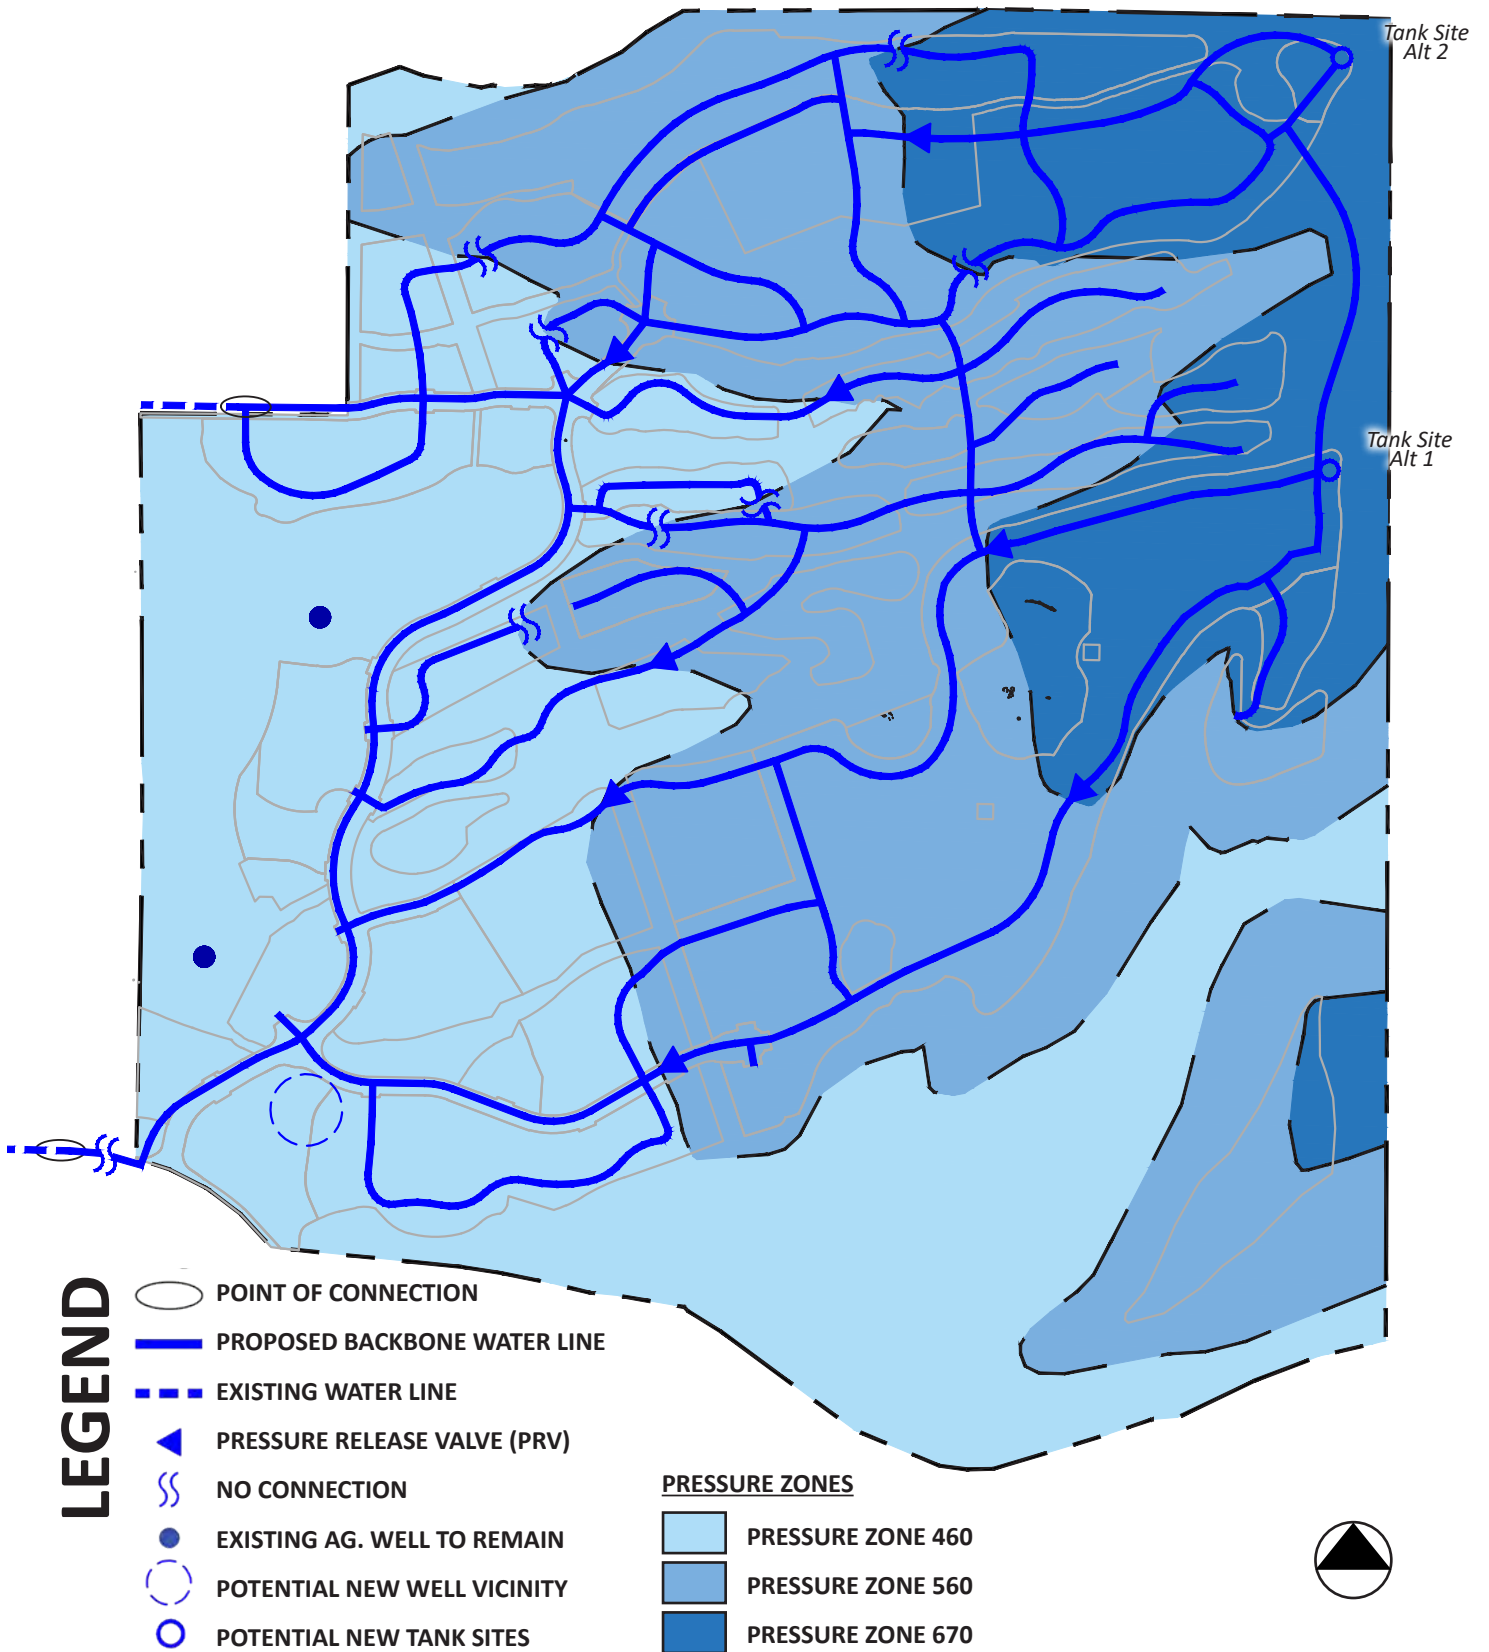 Tank Site
Alt 2
Tank Site
Alt 1
LEGEND
POINT OF CONNECTION
PROPOSED BACKBONE WATER LINE
EXISTING WATER LINE
PRESSURE RELEASE VALVE (PRV)
NO CONNECTION
EXISTING AG. WELL TO REMAIN
POTENTIAL NEW WELL VICINITY
POTENTIAL NEW TANK SITES
PRESSURE ZONES
PRESSURE ZONE 460
PRESSURE ZONE 560
PRESSURE ZONE 670